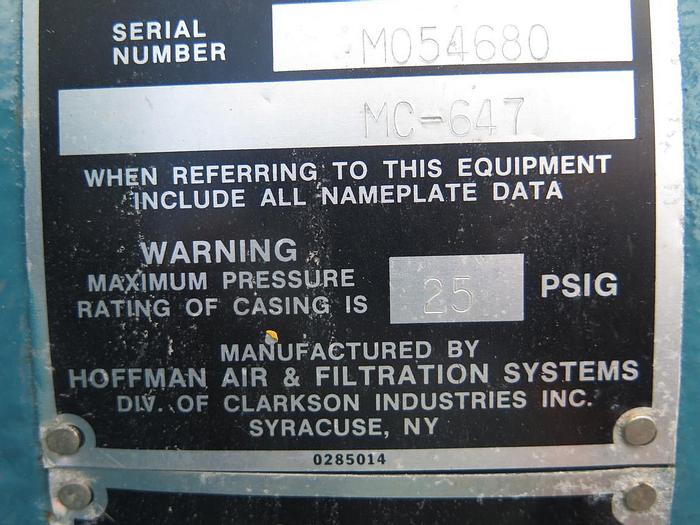 SERIAL
NUMBER
M054680
MC-647
WHEN REFERRING TO THIS EQUIPMENT
INCLUDE ALL NAMEPLATE DATA
WARNING
MAXIMUM PRESSURE
RATING OF CASING IS
25
PSIG
MANUFACTURED BY
HOFFMAN AIR & FILTRATION SYSTEMS
DIV. OF CLARKSON INDUSTRIES INC.
SYRACUSE, NY
0285014